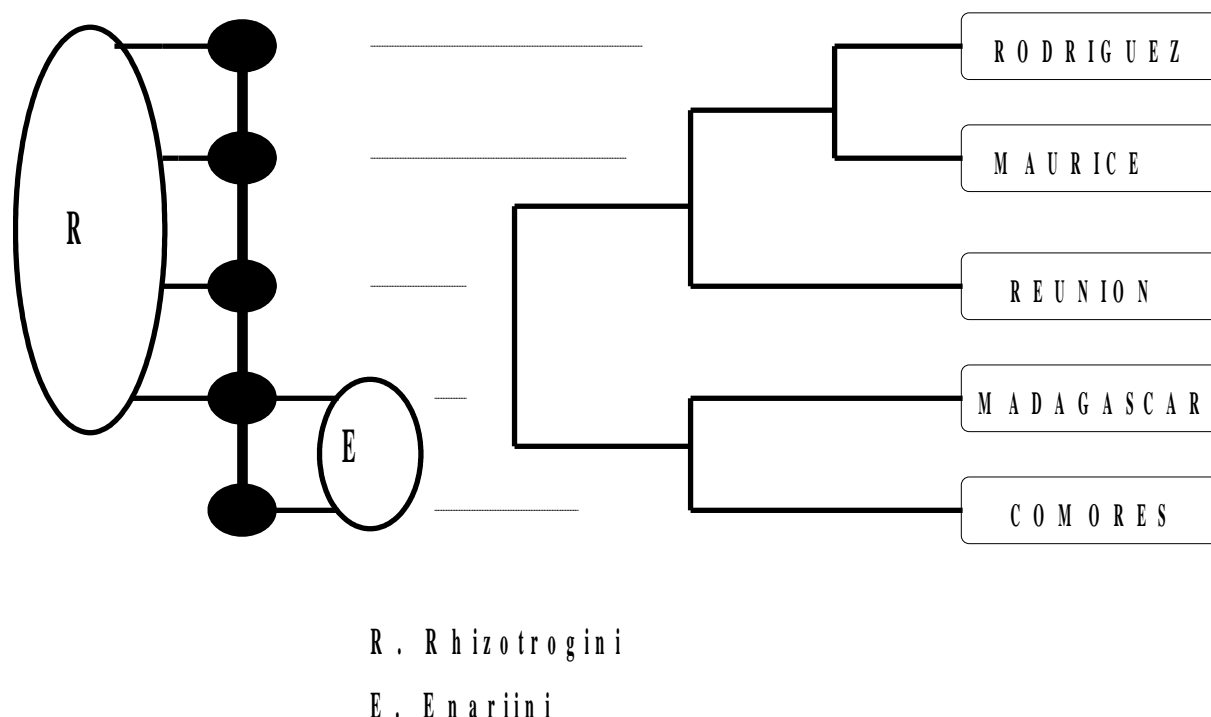 RODRIGUEZ
MAURICE
R
REUNION
MADAGASCAR
E
COMORES
R. Rhizotrogini
E. Enariini